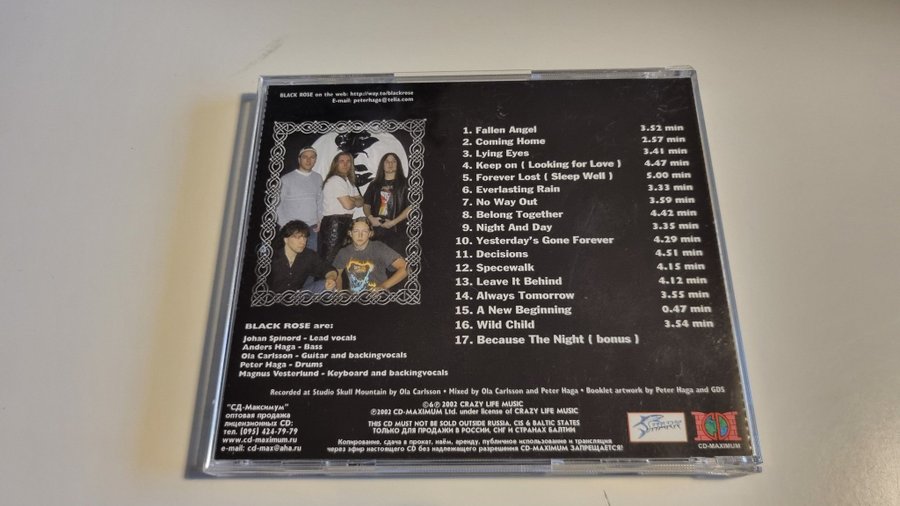 BLACK ROSE on the web: http://way.to/blackrose
E-mail: peterhaga@telia.com
1. Fallen Angel 3.52 min
2. Coming Home 2.57 min
3. Lying Eyes 3.41 min
4. Keep on ( Looking for Love ) 4.47 min
5. Forever Lost ( Sleep Well ) 5.00 min
6. Everlasting Rain 3.33 min
7. No Way Out 3.59 min
8. Belong Together 4.42 min
9. Night And Day 3.35 min
10. Yesterday's Gone Forever 4.29 min
11. Decisions 4.51 min
12. Specewalk 4.15 min
13. Leave It Behind 4.12 min
14. Always Tomorrow 3.55 min
15. A New Beginning 0.47 min
16. Wild Child 3.54 min
17. Because The Night ( bonus )
BLACK ROSE are:
Johan Spinord - Lead vocals
Anders Haga - Bass
Ola Carlsson - Guitar and backingvocals
Peter Haga - Drums
Magnus Vesterlund - Keyboard and backingvocals
Recorded at Studio Skull Mountain by Ola Carlsson • Mixed by Ola Carlsson and Peter Haga • Booklet artwork by Peter Haga and GDS
©&℗ 2002 CRAZY LIFE MUSIC
℗2002 CD-MAXIMUM Ltd. under license of CRAZY LIFE MUSIC
THIS CD MUST NOT BE SOLD OUTSIDE RUSSIA, CIS & BALTIC STATES
ТОЛЬКО ДЛЯ ПРОДАЖИ В РОССИИ, СНГ И СТРАНАХ БАЛТИИ
Копирование, сдача в прокат, наём, аренду, публичное использование и трансляция
через эфир настоящего CD без надлежащего разрешения CD-MAXIMUM ЗАПРЕЩАЕТСЯ!
"СД-Максимум"
оптовая продажа
лицензионных CD:
тел. (095) 424-79-79
www.cd-maximum.ru
e-mail: cd-max@aha.ru
CD-MAXIMUM